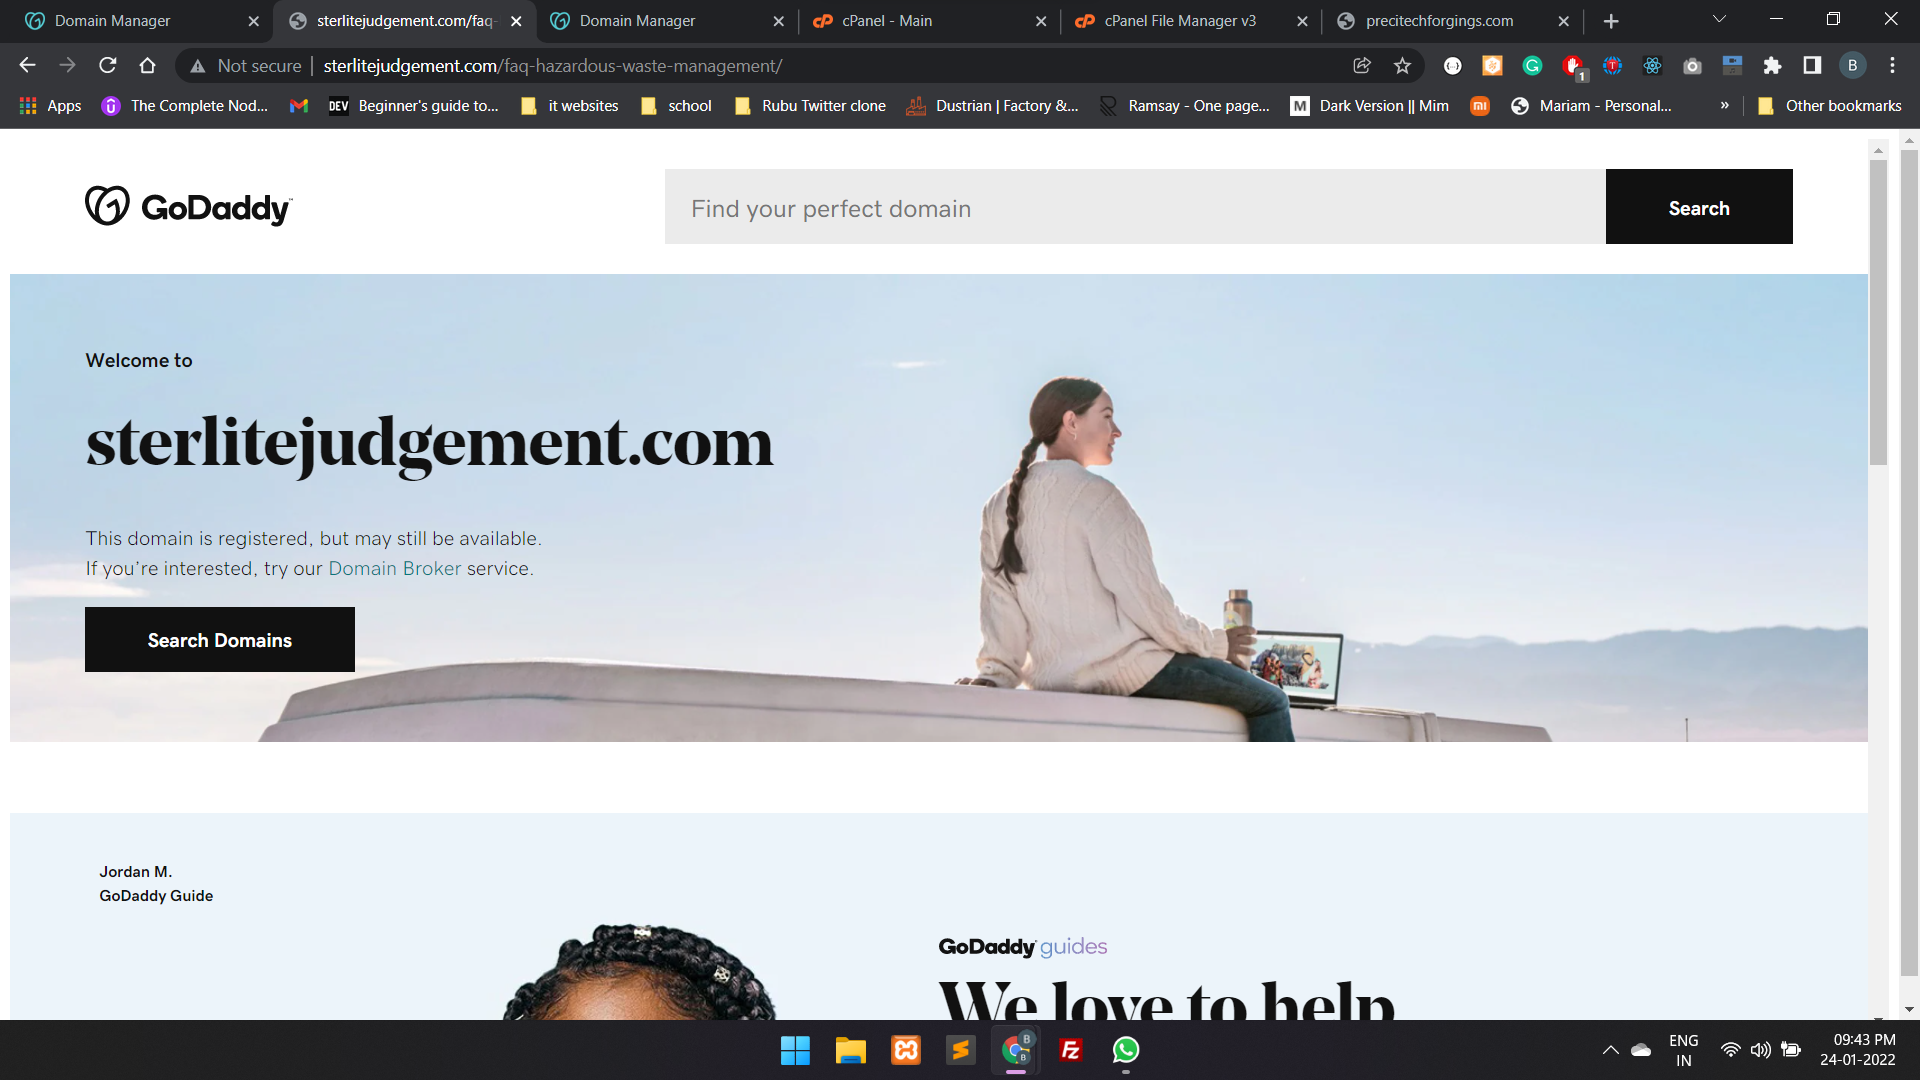 Domain Manager
sterlitejudgement.com/faq-
Domain Manager
cPanel - Main
cPanel File Manager v3
precitechforgings.com
Not secure
sterlitejudgement.com/faq-hazardous-waste-management/
1
B
Apps
The Complete Nod...
DEV Beginner's guide to...
it websites
school
Rubu Twitter clone
Dustrian | Factory &...
Ramsay - One page...
M Dark Version || Mim
mi
Mariam - Personal...
»
Other bookmarks
GoDaddy
Find your perfect domain
Search
Welcome to
sterlitejudgement.com
This domain is registered, but may still be available.
If you're interested, try our Domain Broker service.
Search Domains
Jordan M.
GoDaddy Guide
GoDaddy guides
We love to help
B
B
Fz
ENG
IN
09:43 PM
24-01-2022